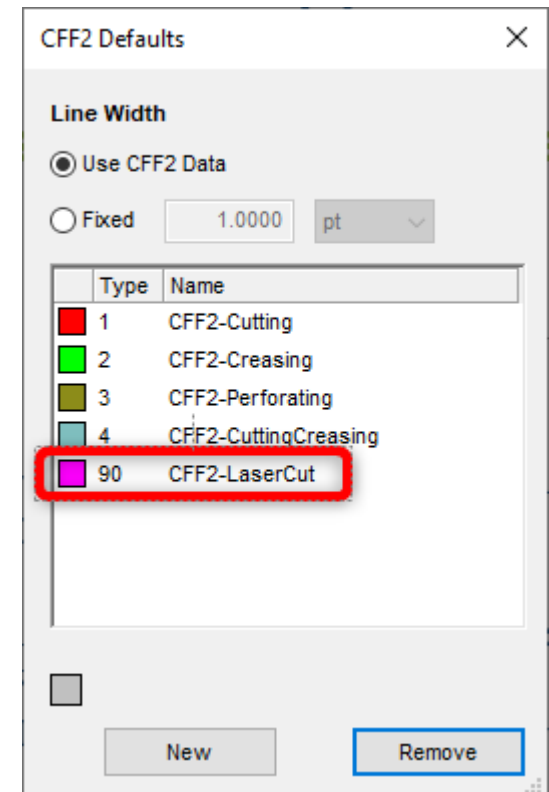 CFF2 Defaults
Line Width
Use CFF2 Data
Fixed 1.0000 pt
Type Name
1 CFF2-Cutting
2 CFF2-Creasing
3 CFF2-Perforating
4 CFF2-CuttingCreasing
90 CFF2-LaserCut
New Remove